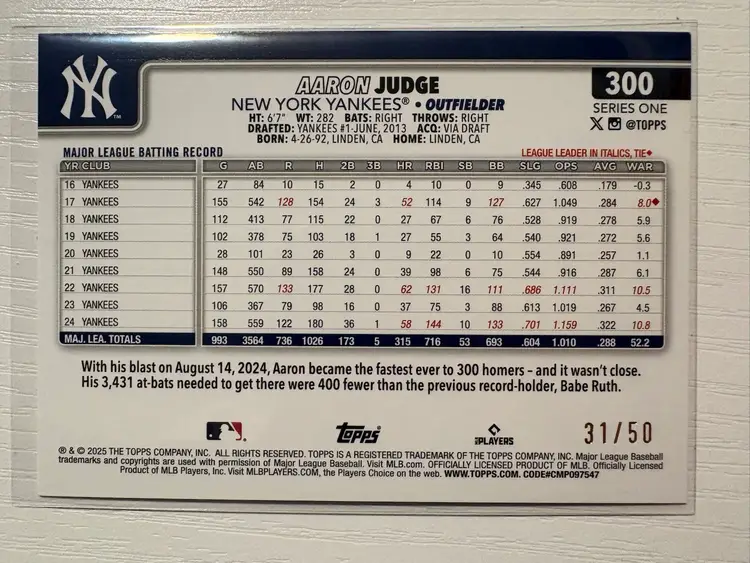 NY
TM
AARON JUDGE
NEW YORK YANKEES® • OUTFIELDER
HT: 6'7" WT: 282 BATS: RIGHT THROWS: RIGHT
DRAFTED: YANKEES #1-JUNE, 2013 ACQ: VIA DRAFT
BORN: 4-26-92, LINDEN, CA HOME: LINDEN, CA
300
SERIES ONE
@TOPPS
MAJOR LEAGUE BATTING RECORD
LEAGUE LEADER IN ITALICS, TIE◆
YR CLUB G AB R H 2B 3B HR RBI SB BB SLG OPS AVG WAR
16 YANKEES 27 84 10 15 2 0 4 10 0 9 .345 .608 .179 -0.3
17 YANKEES 155 542 128 154 24 3 52 114 9 127 .627 1.049 .284 8.0◆
18 YANKEES 112 413 77 115 22 0 27 67 6 76 .528 .919 .278 5.9
19 YANKEES 102 378 75 103 18 1 27 55 3 64 .540 .921 .272 5.6
20 YANKEES 28 101 23 26 3 0 9 22 0 10 .554 .891 .257 1.1
21 YANKEES 148 550 89 158 24 0 39 98 6 75 .544 .916 .287 6.1
22 YANKEES 157 570 133 177 28 0 62 131 16 111 .686 1.111 .311 10.5
23 YANKEES 106 367 79 98 16 0 37 75 3 88 .613 1.019 .267 4.5
24 YANKEES 158 559 122 180 36 1 58 144 10 133 .701 1.159 .322 10.8
MAJ. LEA. TOTALS 993 3564 736 1026 173 5 315 716 53 693 .604 1.010 .288 52.2
With his blast on August 14, 2024, Aaron became the fastest ever to 300 homers – and it wasn't close.
His 3,431 at-bats needed to get there were 400 fewer than the previous record-holder, Babe Ruth.
TOPPS
PLAYERS
31/50
® & © 2025 THE TOPPS COMPANY, INC. ALL RIGHTS RESERVED. TOPPS IS A REGISTERED TRADEMARK OF THE TOPPS COMPANY, INC. Major League Baseball
trademarks and copyrights are used with permission of Major League Baseball. Visit MLB.com. OFFICIALLY LICENSED PRODUCT OF MLB. Officially Licensed
Product of MLB Players, Inc. Visit MLBPLAYERS.COM, the Players Choice on the web. WWW.TOPPS.COM. CODE#CMP097547